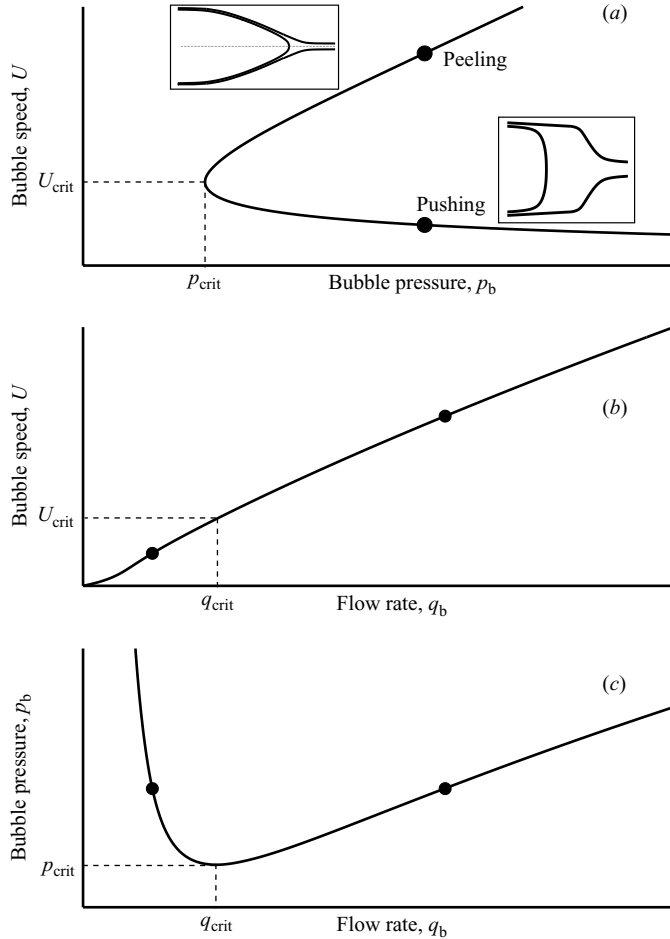 (a)
Bubble speed, U
Peeling
U_crit
Pushing
p_crit
Bubble pressure, p_b
(b)
Bubble speed, U
U_crit
q_crit
Flow rate, q_b
(c)
Bubble pressure, p_b
p_crit
q_crit
Flow rate, q_b